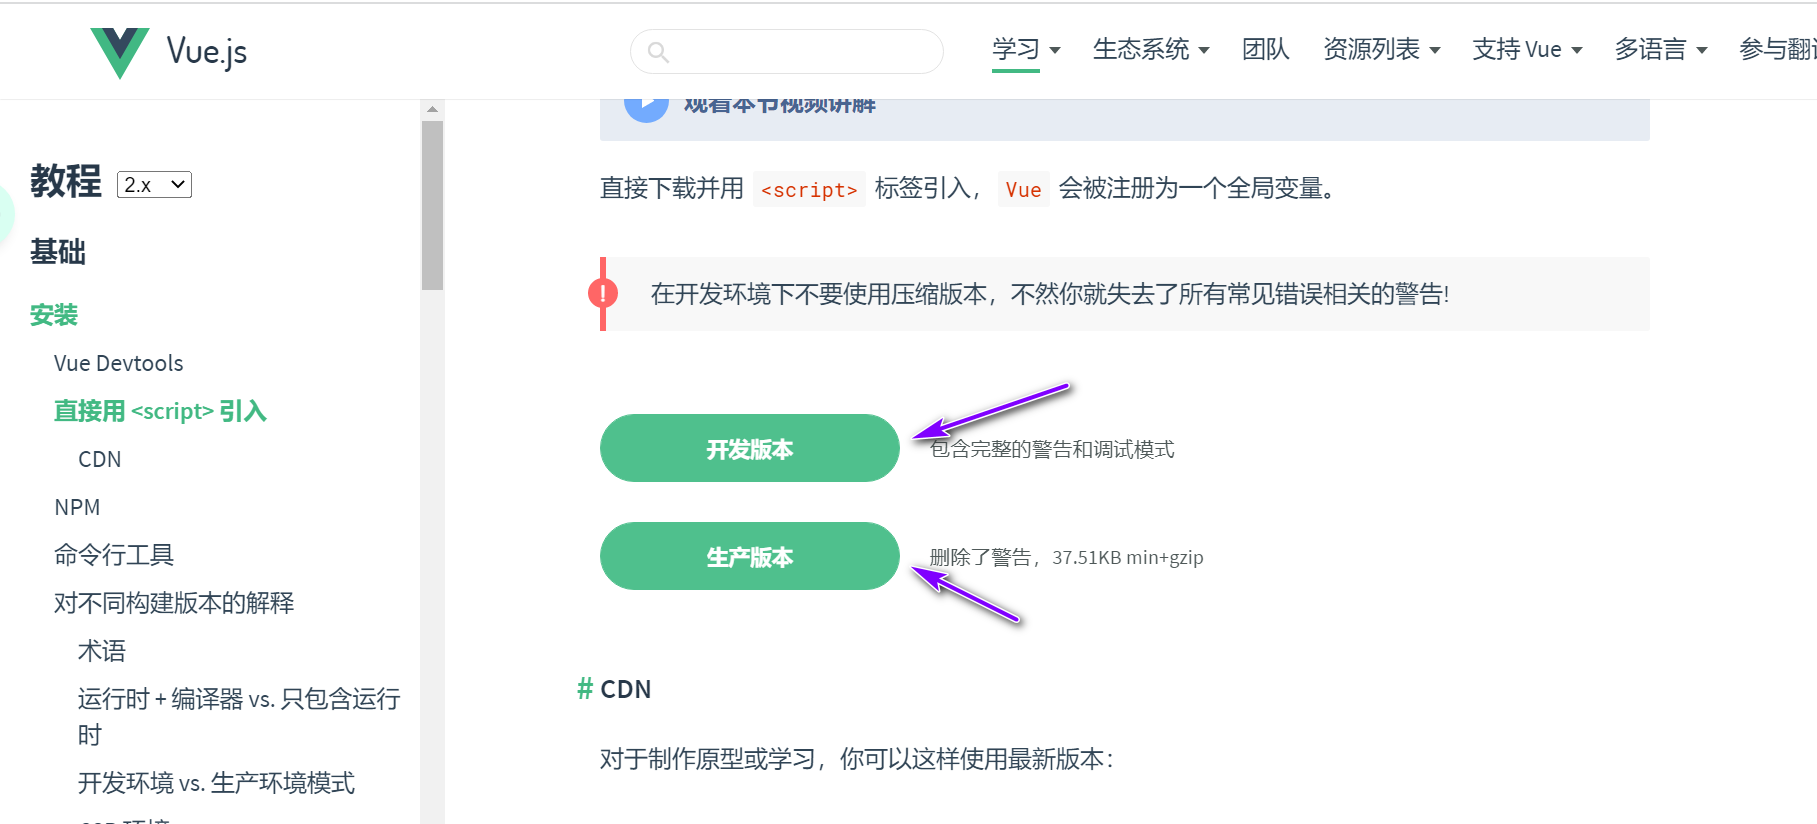 Vue.js
学习
生态系统
团队
资源列表
支持 Vue
多语言
参与翻
教程
2.x
基础
安装
Vue Devtools
直接用 <script> 引入
CDN
NPM
命令行工具
对不同构建版本的解释
术语
运行时 + 编译器 vs. 只包含运行
时
开发环境 vs. 生产环境模式
观看本节视频讲解
直接下载并用 <script> 标签引入，Vue 会被注册为一个全局变量。
!
在开发环境下不要使用压缩版本，不然你就失去了所有常见错误相关的警告!
开发版本
包含完整的警告和调试模式
生产版本
删除了警告，37.51KB min+gzip
# CDN
对于制作原型或学习，你可以这样使用最新版本：